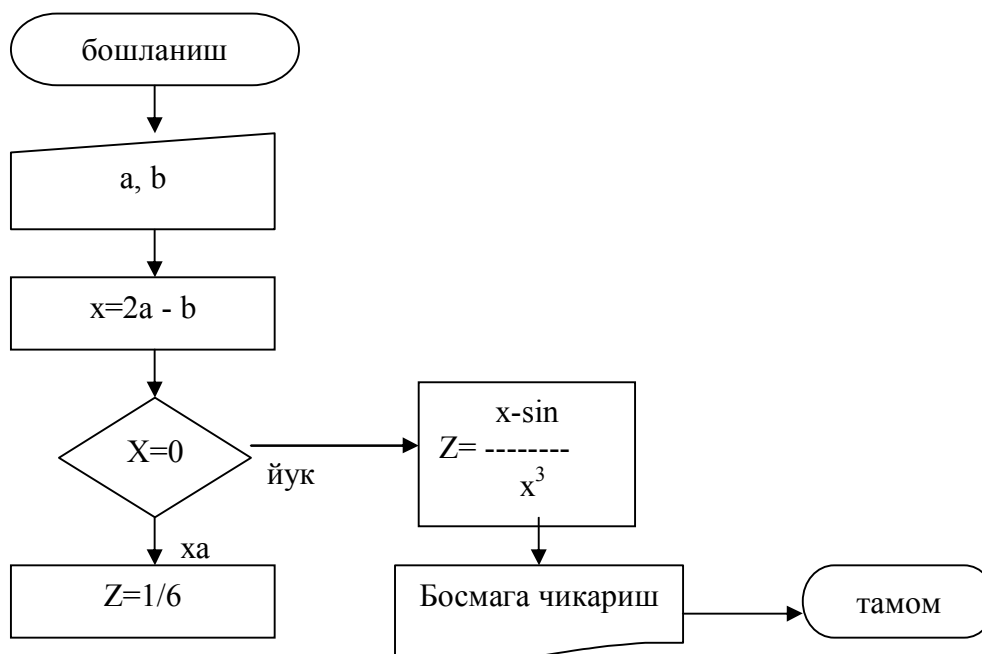 бошланиш
a, b
x=2a - b
X=0
йук
x-sin
Z= --------
x³
ха
Z=1/6
Босмага чикариш
тамом